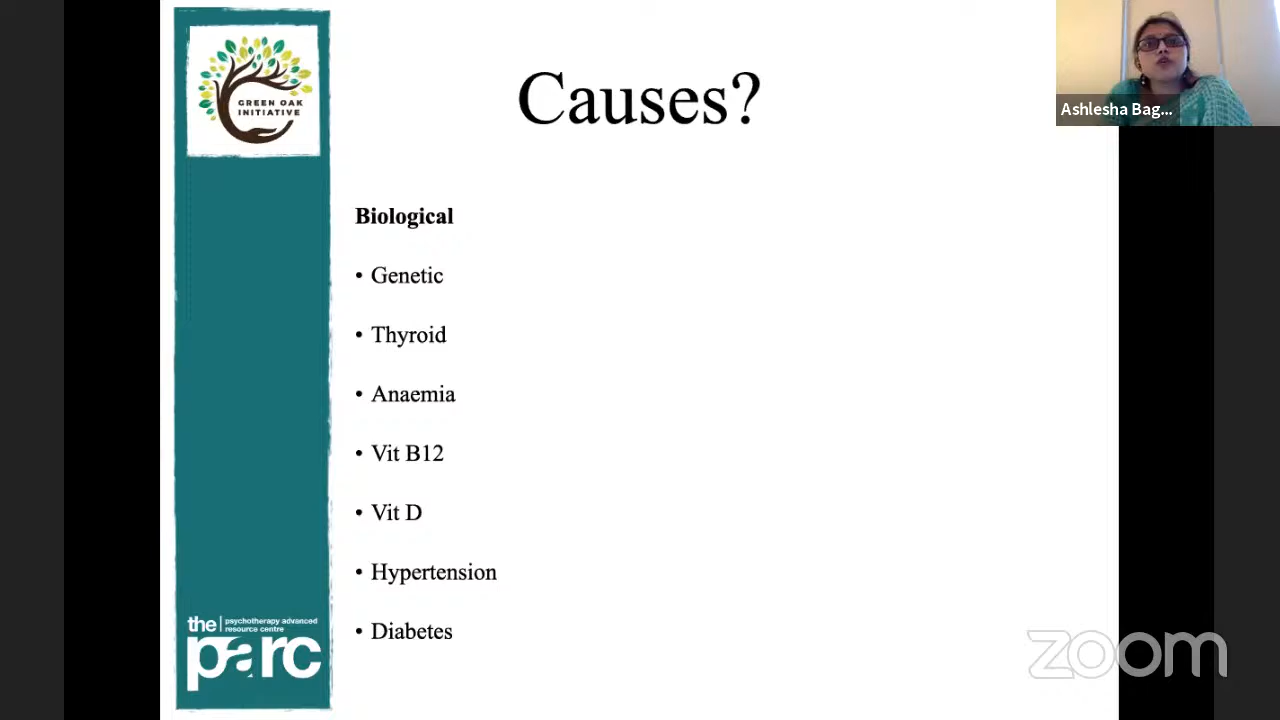 GREEN OAK
INITIATIVE
Causes?
Ashlesha Bag...
Biological
• Genetic
• Thyroid
• Anaemia
• Vit B12
• Vit D
• Hypertension
• Diabetes
the | psychotherapy advanced
resource centre
parc
zoom